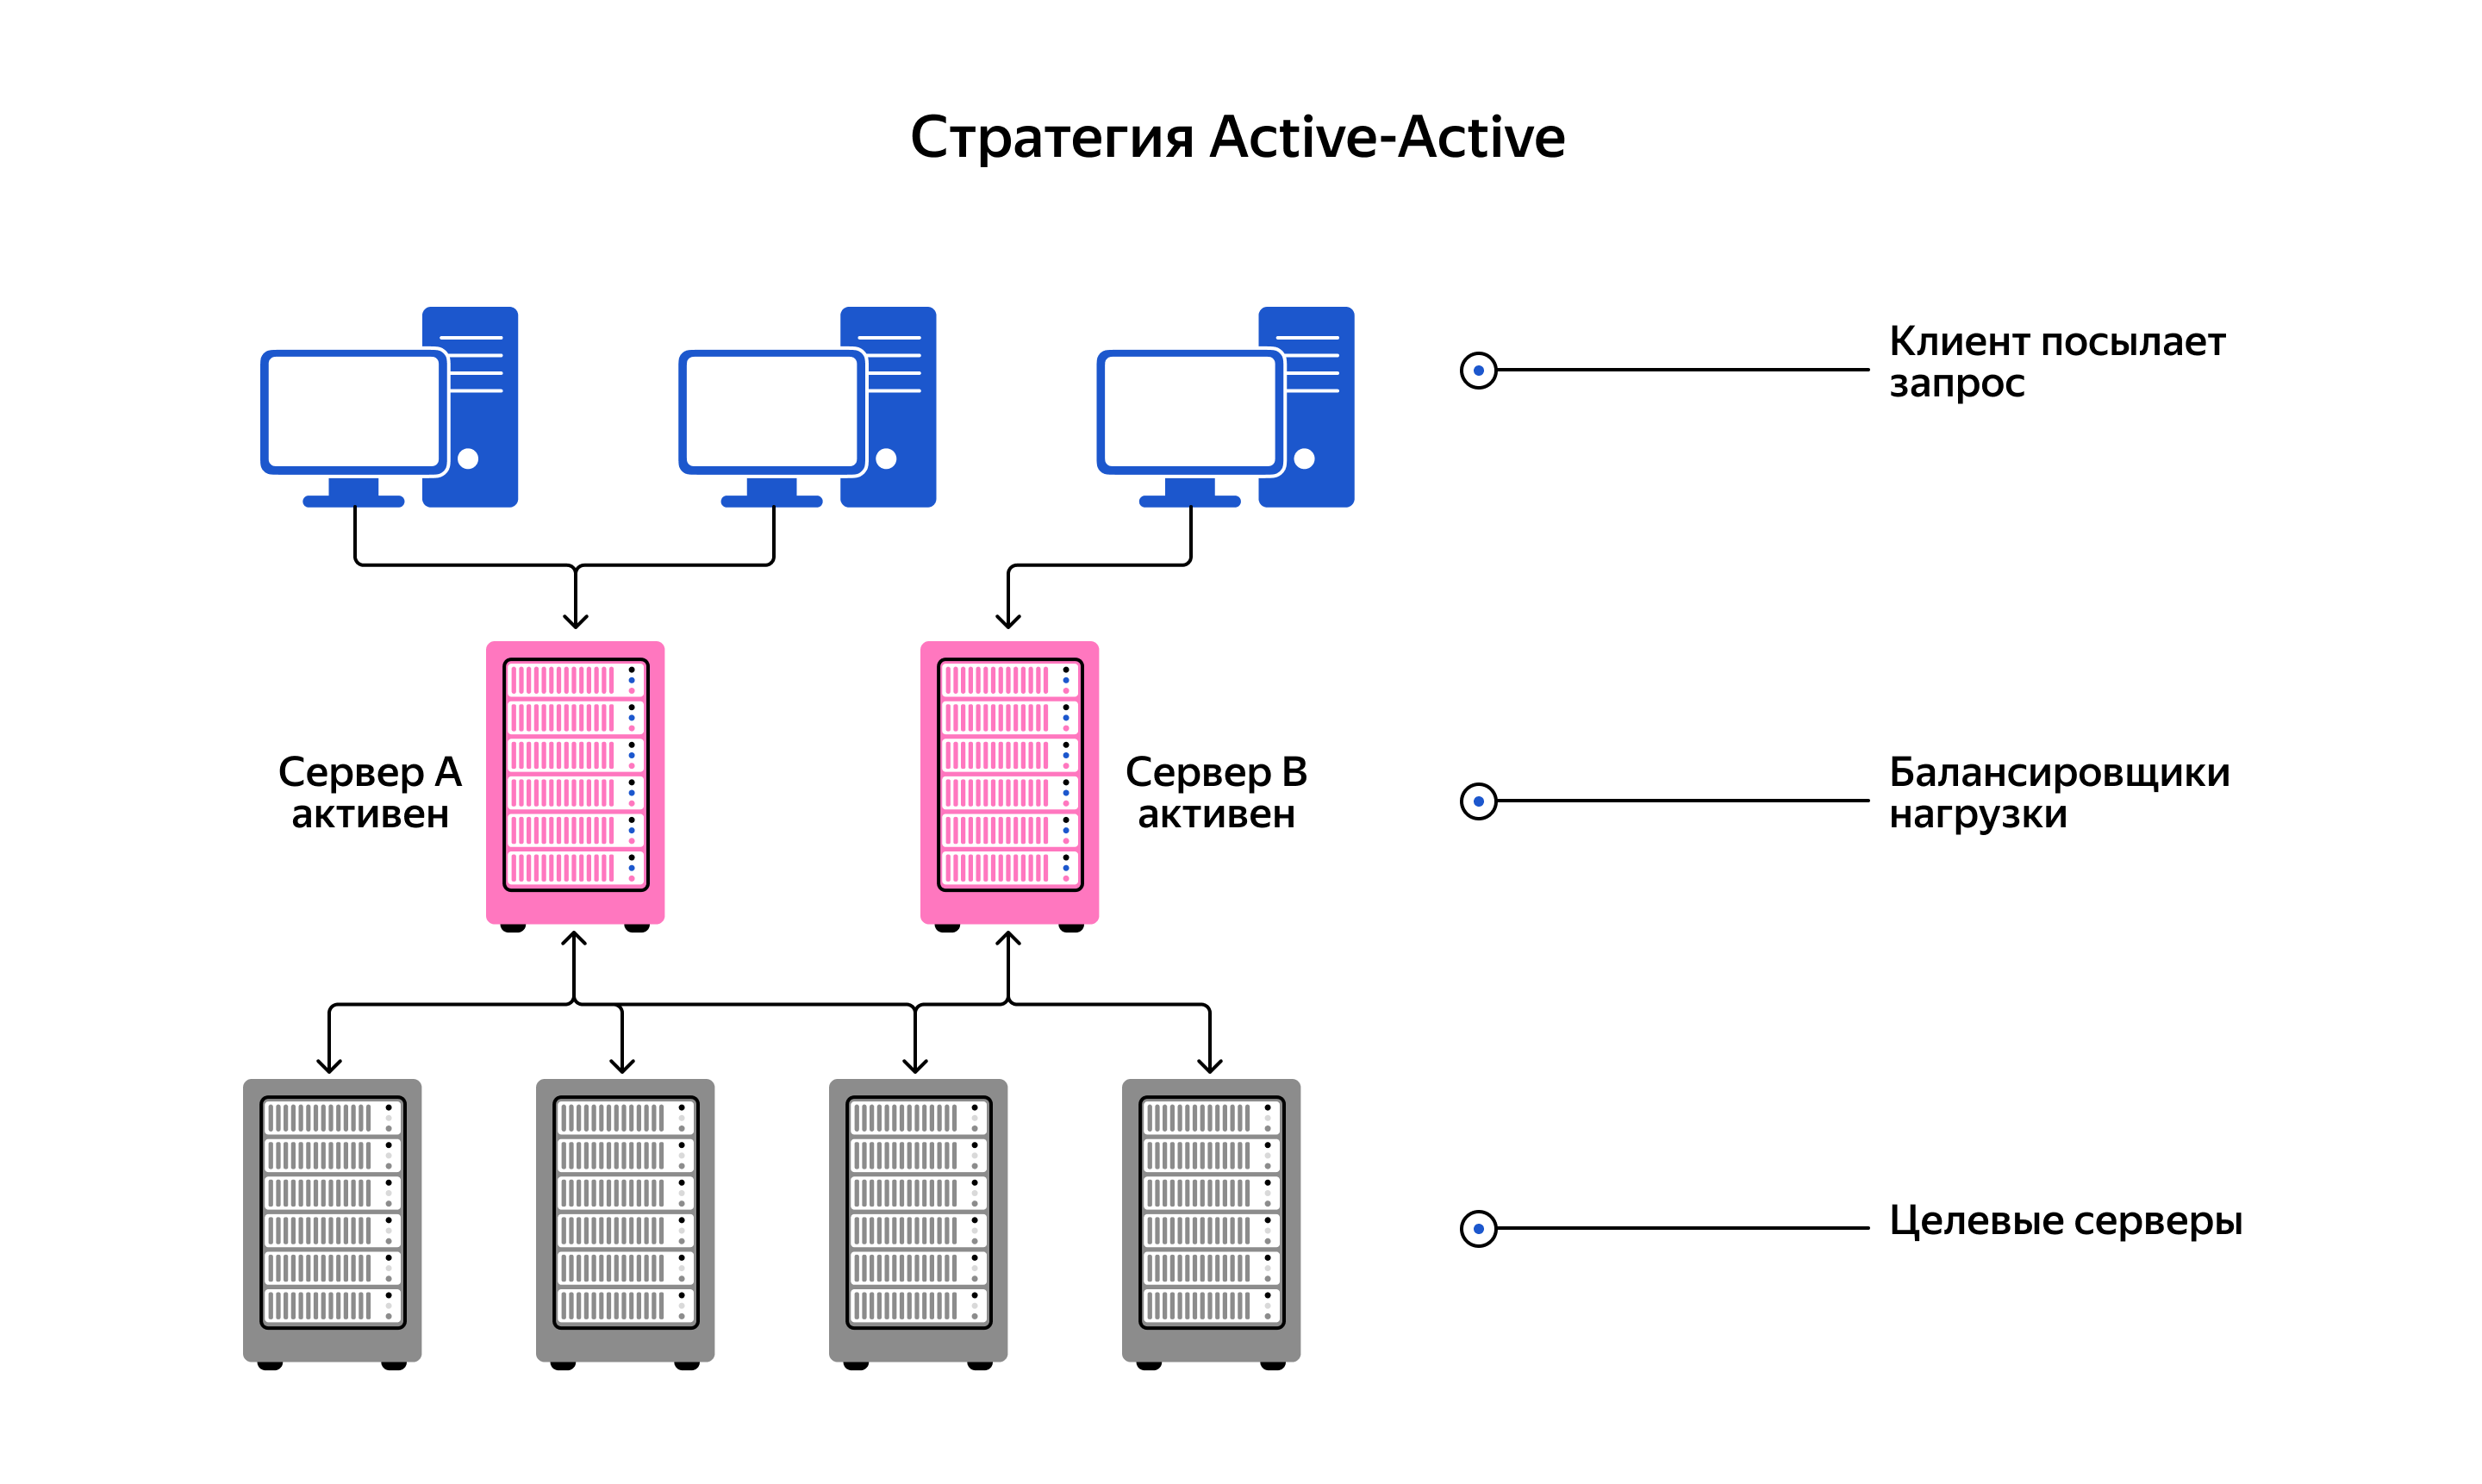 Стратегия Active-Active
Клиент посылает
запрос
Сервер A
активен
Сервер B
активен
Балансировщики
нагрузки
Целевые серверы